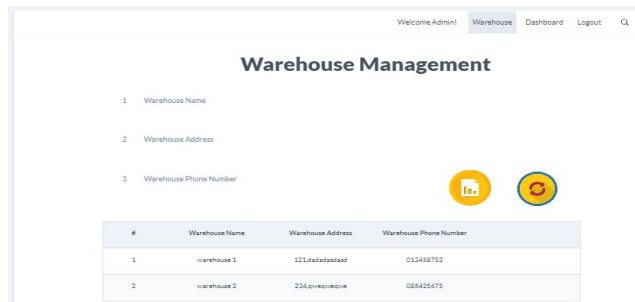 Welcome Admin! Warehouse Dashboard Logout
Warehouse Management
1 Warehouse Name
2 Warehouse Address
3 Warehouse Phone Number
# Warehouse Name Warehouse Address Warehouse Phone Number
1 warehouse 1 121,dadadasdasd 013458752
2 warehouse 2 234,qweqweqwe 085425675